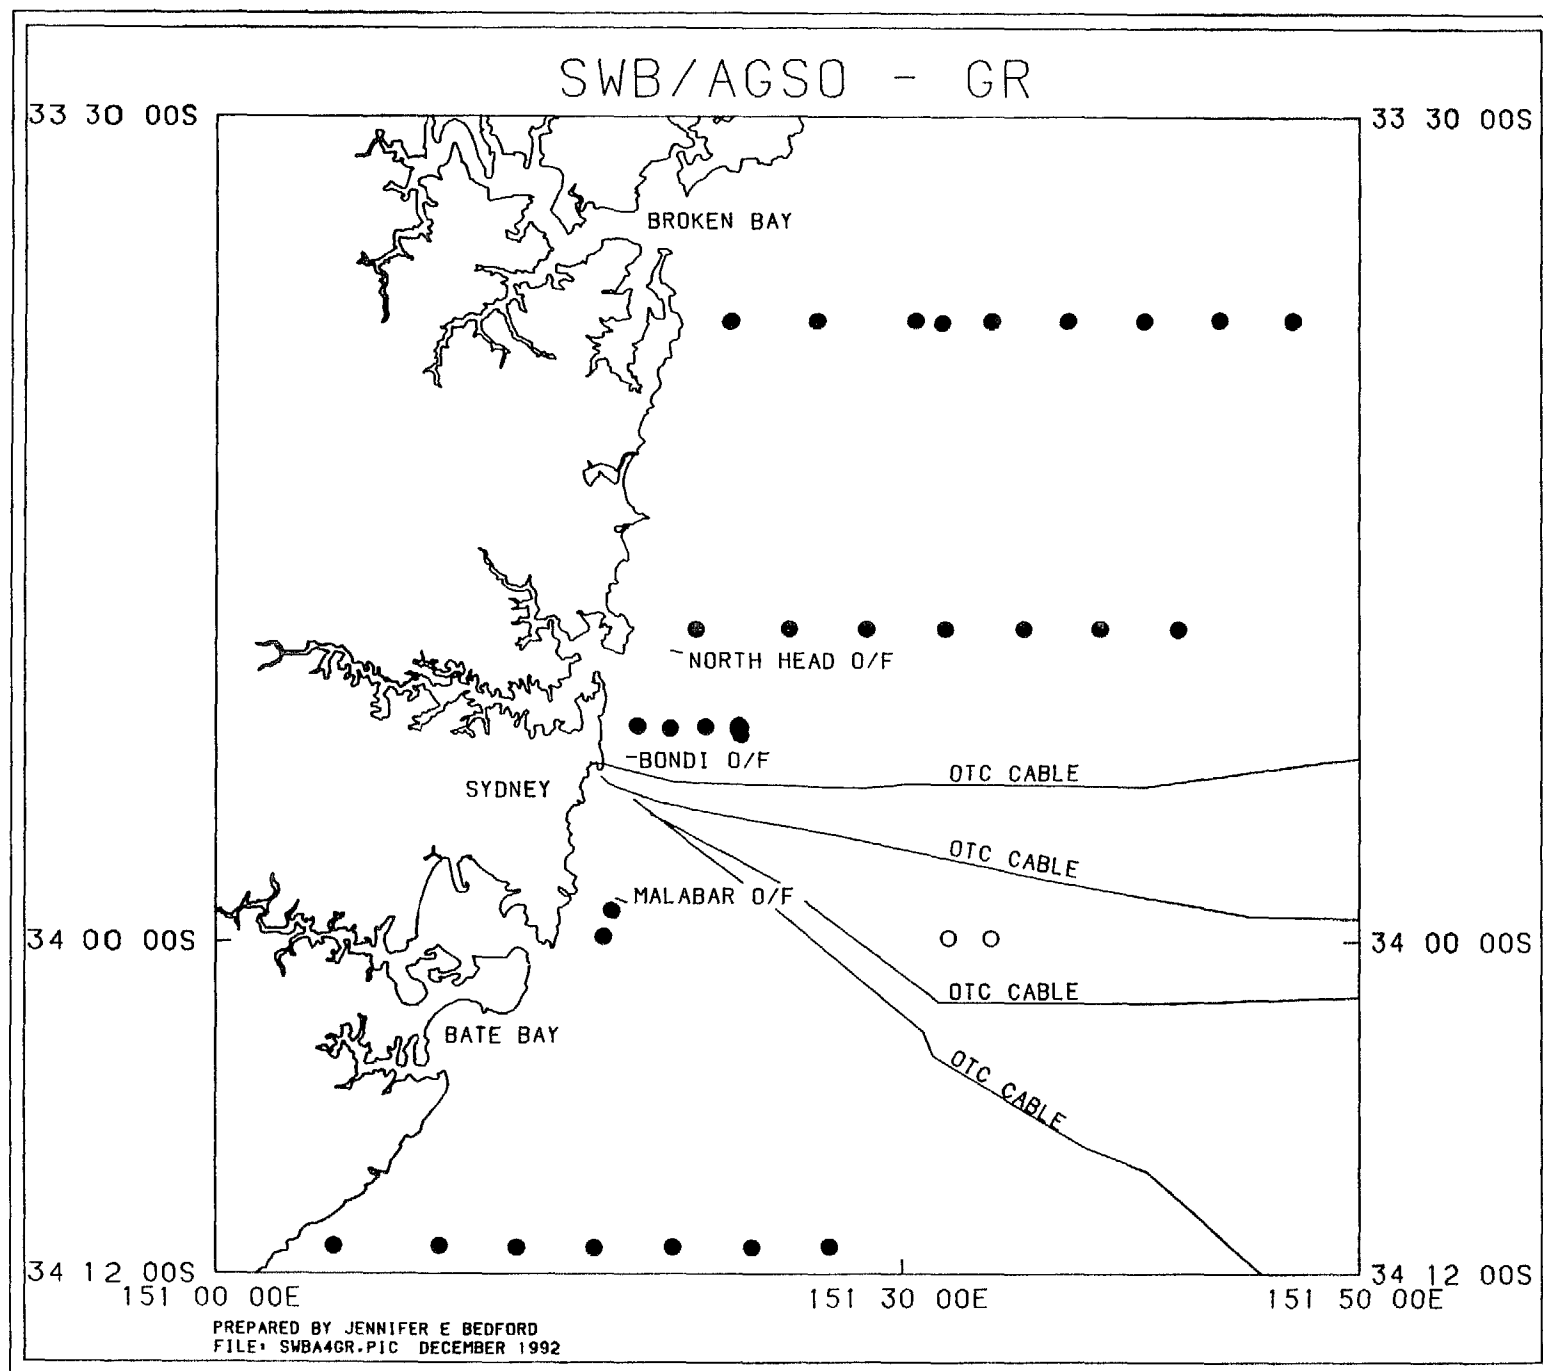 SWB/AGSO - GR
33 30 00S
33 30 00S
BROKEN BAY
NORTH HEAD O/F
BONDI O/F
SYDNEY
OTC CABLE
OTC CABLE
MALABAR O/F
34 00 00S
34 00 00S
OTC CABLE
BATE BAY
OTC CABLE
34 12 00S
34 12 00S
151 00 00E
151 30 00E
151 50 00E
PREPARED BY JENNIFER E BEDFORD
FILE: SWBA4GR.PIC DECEMBER 1992